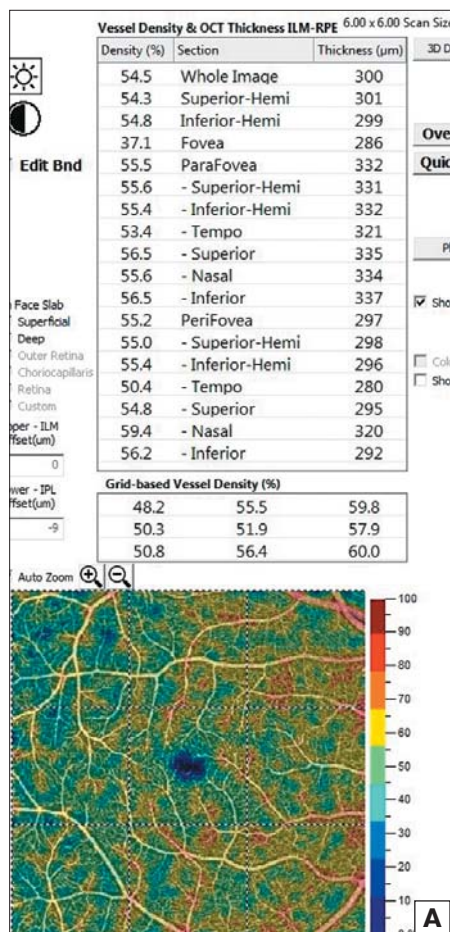 Vessel Density & OCT Thickness ILM-RPE 6.00 x 6.00 Scan Size
Density (%) Section Thickness (µm)
3D D
54.5 Whole Image 300
54.3 Superior-Hemi 301
54.8 Inferior-Hemi 299
37.1 Fovea 286
55.5 ParaFovea 332
55.6 - Superior-Hemi 331
55.4 - Inferior-Hemi 332
53.4 - Tempo 321
56.5 - Superior 335
55.6 - Nasal 334
56.5 - Inferior 337
55.2 PeriFovea 297
55.0 - Superior-Hemi 298
55.4 - Inferior-Hemi 296
50.4 - Tempo 280
54.8 - Superior 295
59.4 - Nasal 320
56.2 - Inferior 292
Edit Bnd
Face Slab
Superficial
Deep
Outer Retina
Choriocapillaris
Retina
Custom
pper - ILM
ffset(um)
0
wer - IPL
ffset(um)
-9
Ove
Quic
Sho
Col
Sho
Grid-based Vessel Density (%)
48.2 55.5 59.8
50.3 51.9 57.9
50.8 56.4 60.0
Auto Zoom
100
90
80
70
60
50
40
30
20
10
A